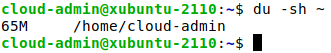 cloud-admin@xubuntu-2110:~$ du -sh ~
65M     /home/cloud-admin
cloud-admin@xubuntu-2110:~$